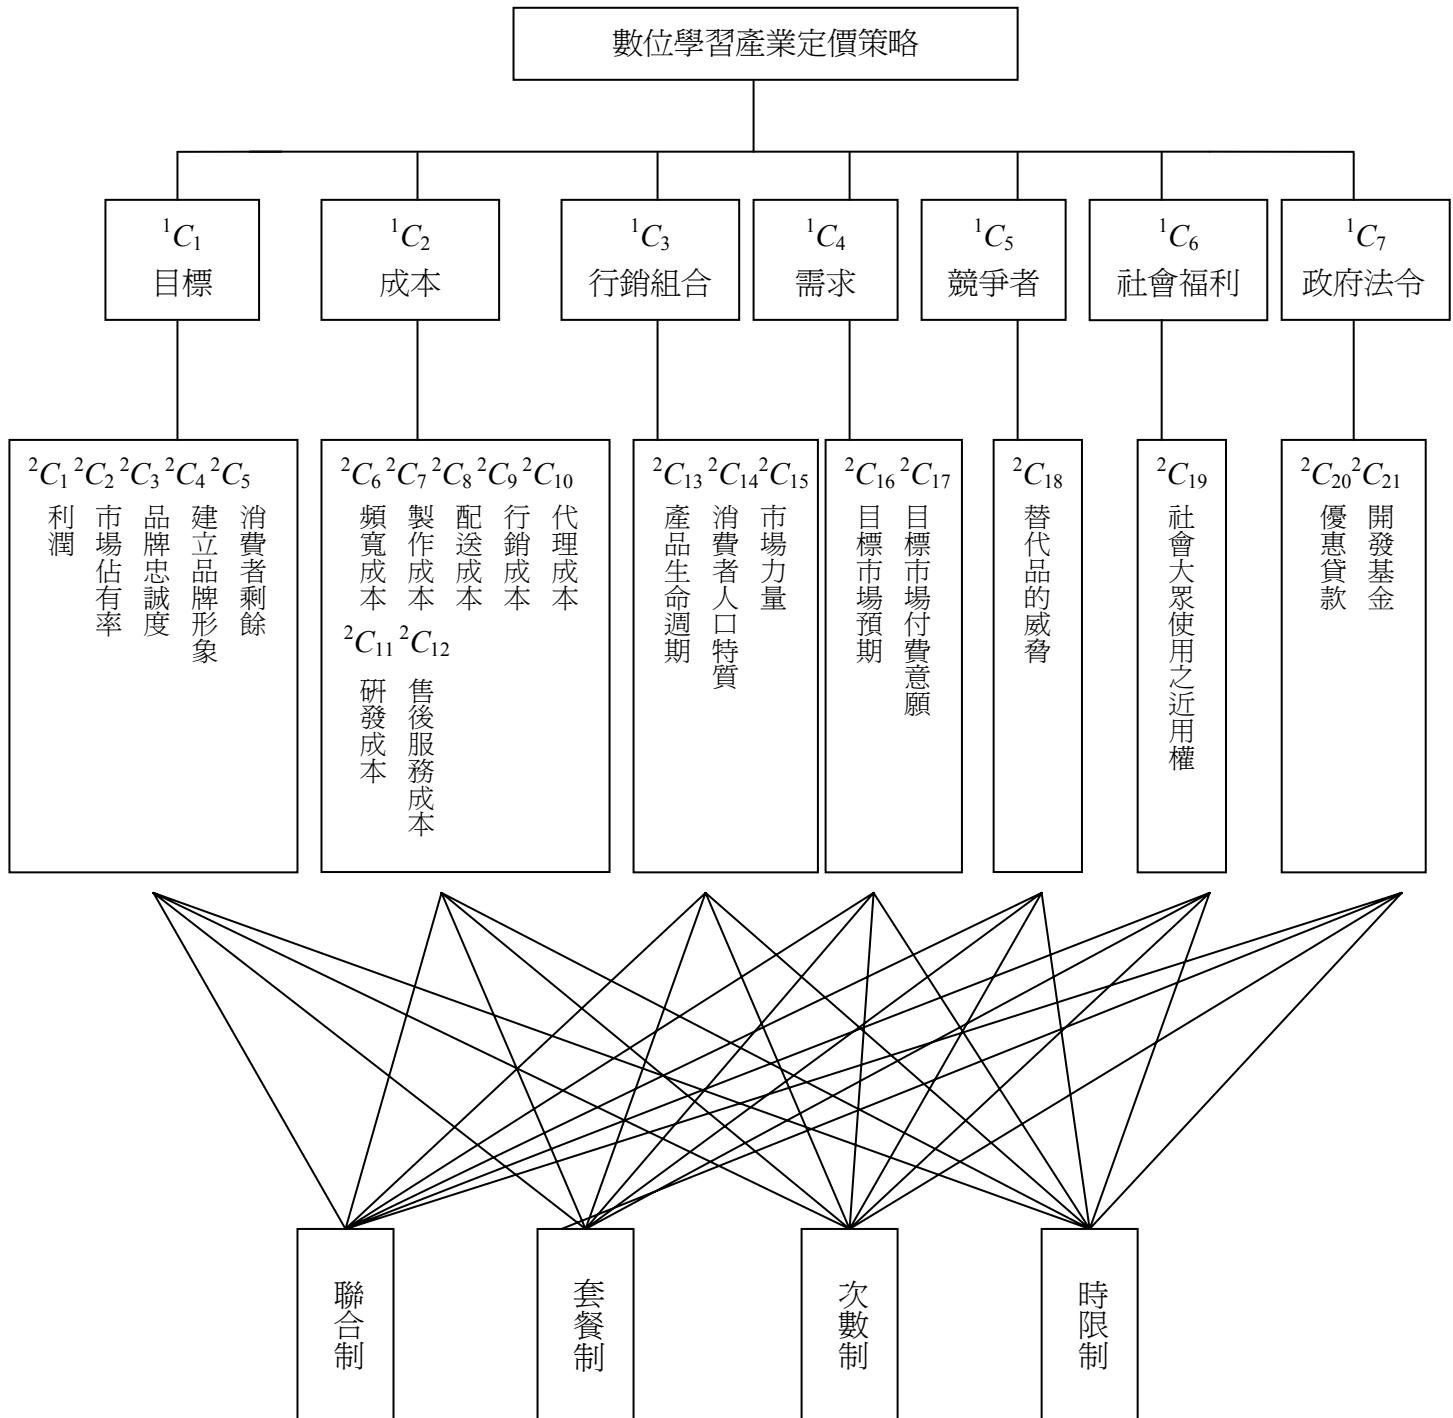 數位學習產業定價策略
¹C₁
目標
¹C₂
成本
¹C₃
行銷組合
¹C₄
需求
¹C₅
競爭者
¹C₆
社會福利
¹C₇
政府法令
²C₁ ²C₂ ²C₃ ²C₄ ²C₅
利潤
市場佔有率
品牌忠誠度
建立品牌形象
消費者剩餘
²C₆ ²C₇ ²C₈ ²C₉ ²C₁₀
頻寬成本
製作成本
配送成本
行銷成本
代理成本
²C₁₁ ²C₁₂
研發成本
售後服務成本
²C₁₃ ²C₁₄ ²C₁₅
產品生命週期
消費者人口特質
市場力量
²C₁₆ ²C₁₇
目標市場預期
目標市場付費意願
²C₁₈
替代品的威脅
²C₁₉
社會大眾使用之近用權
²C₂₀ ²C₂₁
優惠貸款
開發基金
聯合制
套餐制
次數制
時限制